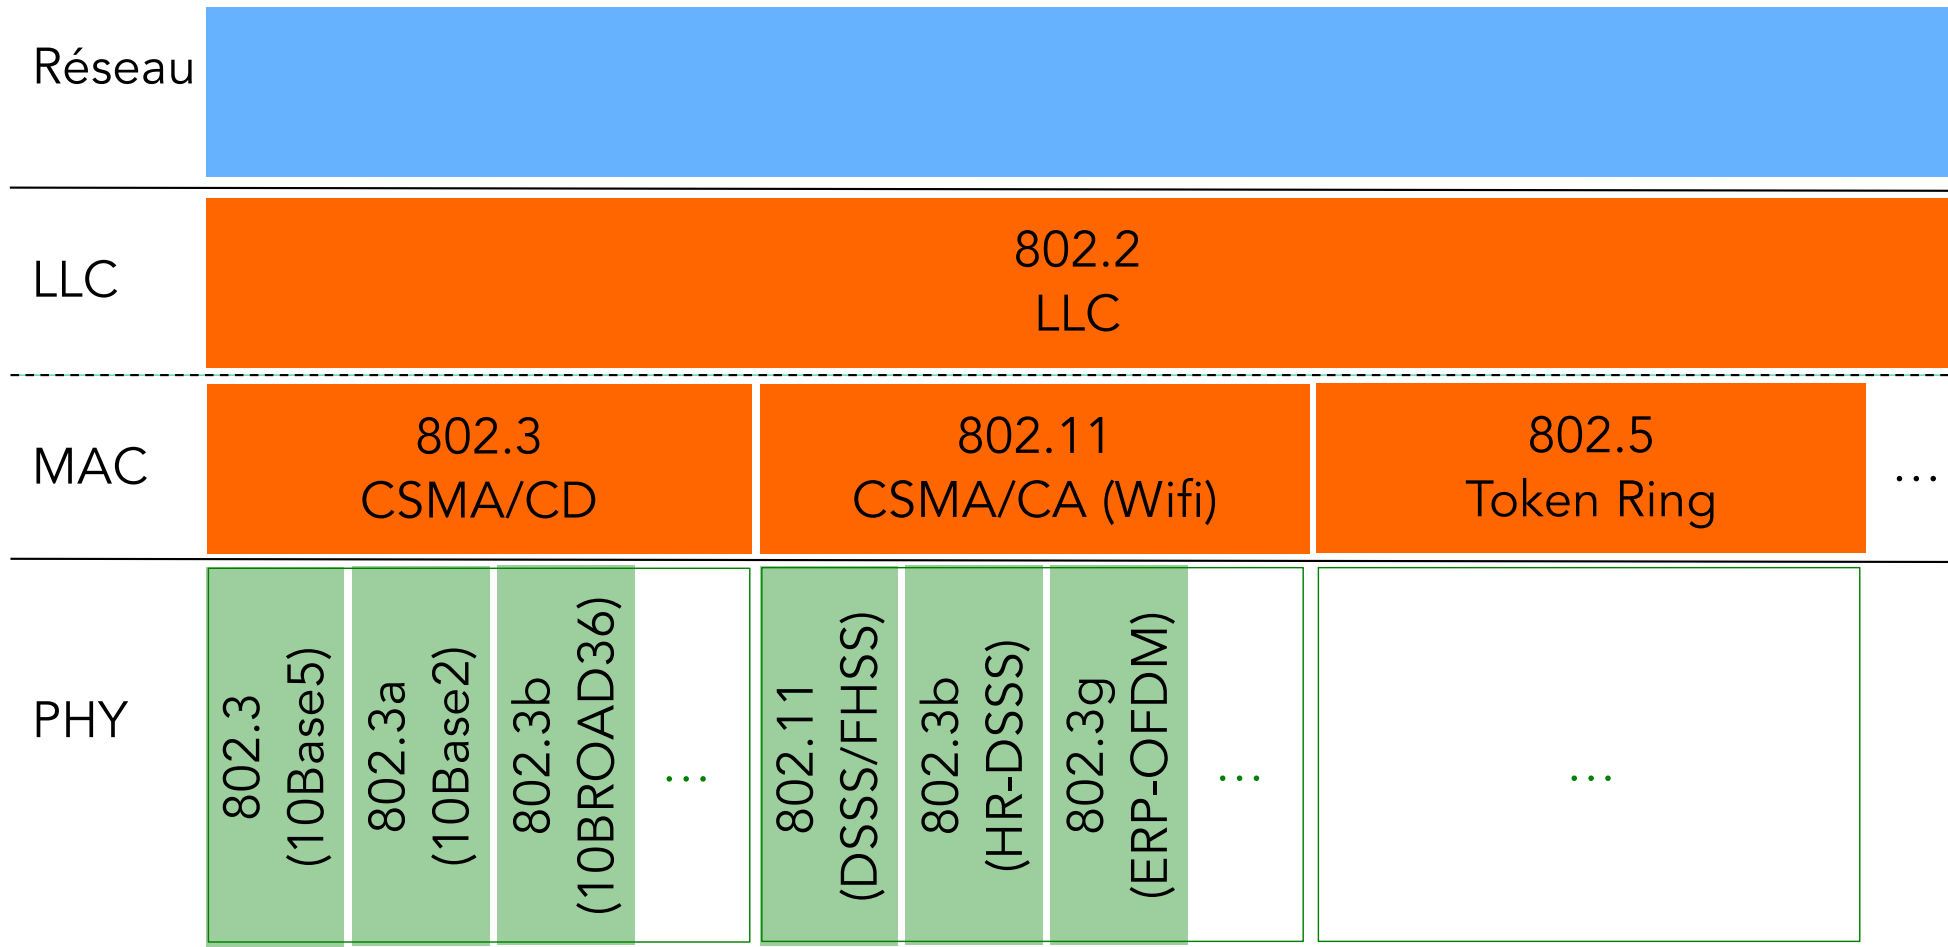 Réseau
LLC
802.2
LLC
MAC
802.3
CSMA/CD
802.11
CSMA/CA (Wifi)
802.5
Token Ring
...
PHY
802.3
(10Base5)
802.3a
(10Base2)
802.3b
(10BROAD36)
...
802.11
(DSSS/FHSS)
802.3b
(HR-DSSS)
802.3g
(ERP-OFDM)
...
...